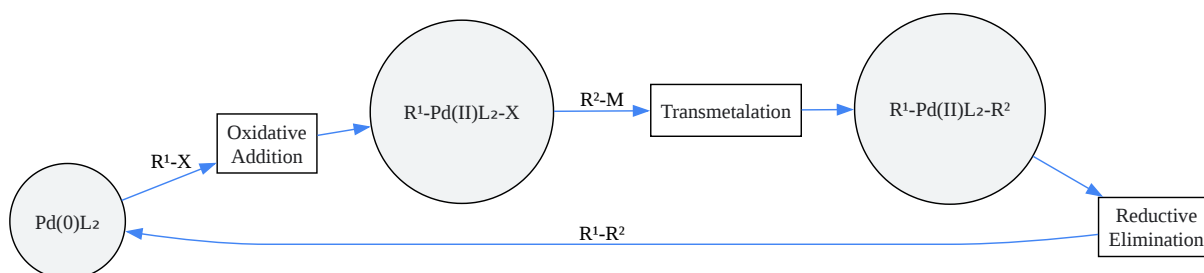 Pd(0)L₂
R¹-X
Oxidative
Addition
R¹-Pd(II)L₂-X
R²-M
Transmetalation
R¹-Pd(II)L₂-R²
Reductive
Elimination
R¹-R²